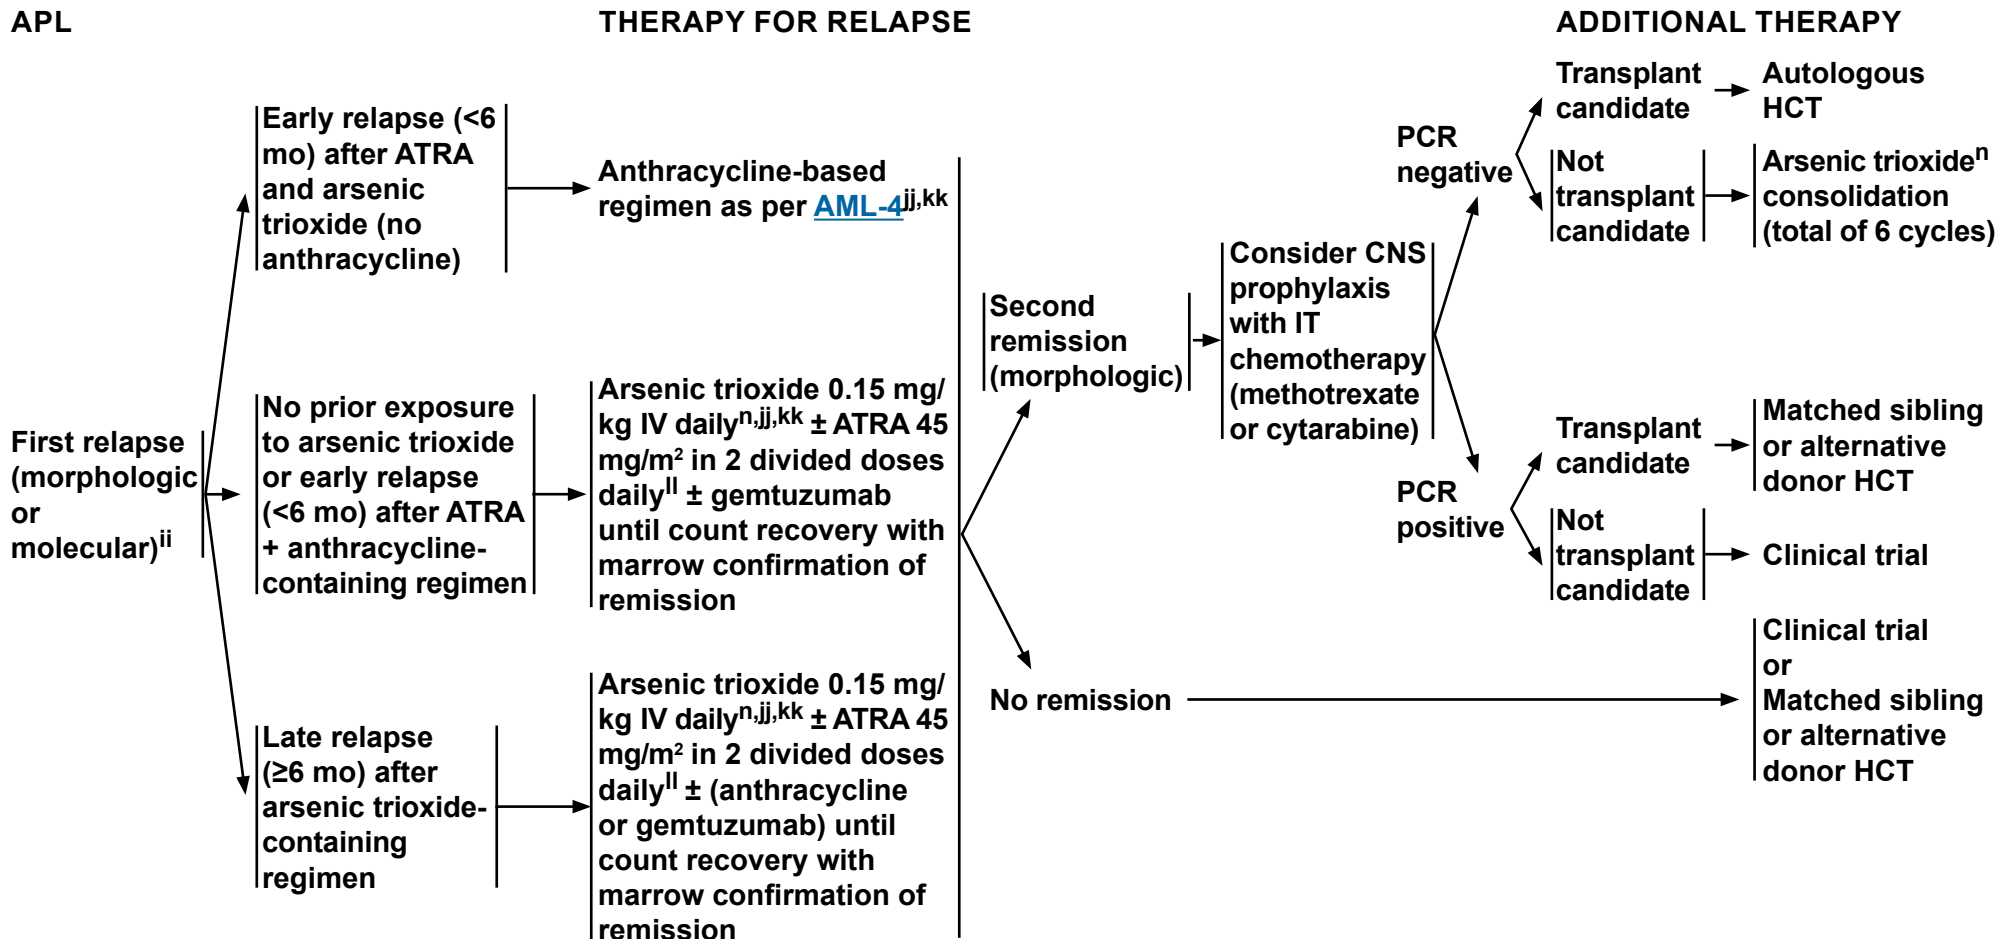 APL
THERAPY FOR RELAPSE
ADDITIONAL THERAPY
First relapse
(morphologic
or
molecular)ii
Early relapse (<6
mo) after ATRA
and arsenic
trioxide (no
anthracycline)
Anthracycline-based
regimen as per AML-4jj,kk
No prior exposure
to arsenic trioxide
or early relapse
(<6 mo) after ATRA
+ anthracycline-
containing regimen
Arsenic trioxide 0.15 mg/
kg IV dailyn,jj,kk ± ATRA 45
mg/m² in 2 divided doses
dailyll ± gemtuzumab
until count recovery with
marrow confirmation of
remission
Late relapse
(≥6 mo) after
arsenic trioxide-
containing
regimen
Arsenic trioxide 0.15 mg/
kg IV dailyn,jj,kk ± ATRA 45
mg/m² in 2 divided doses
dailyll ± (anthracycline
or gemtuzumab) until
count recovery with
marrow confirmation of
remission
Second
remission
(morphologic)
Consider CNS
prophylaxis
with IT
chemotherapy
(methotrexate
or cytarabine)
PCR
negative
Transplant
candidate
Autologous
HCT
Not
transplant
candidate
Arsenic trioxiden
consolidation
(total of 6 cycles)
PCR
positive
Transplant
candidate
Matched sibling
or alternative
donor HCT
Not
transplant
candidate
Clinical trial
No remission
Clinical trial
or
Matched sibling
or alternative
donor HCT